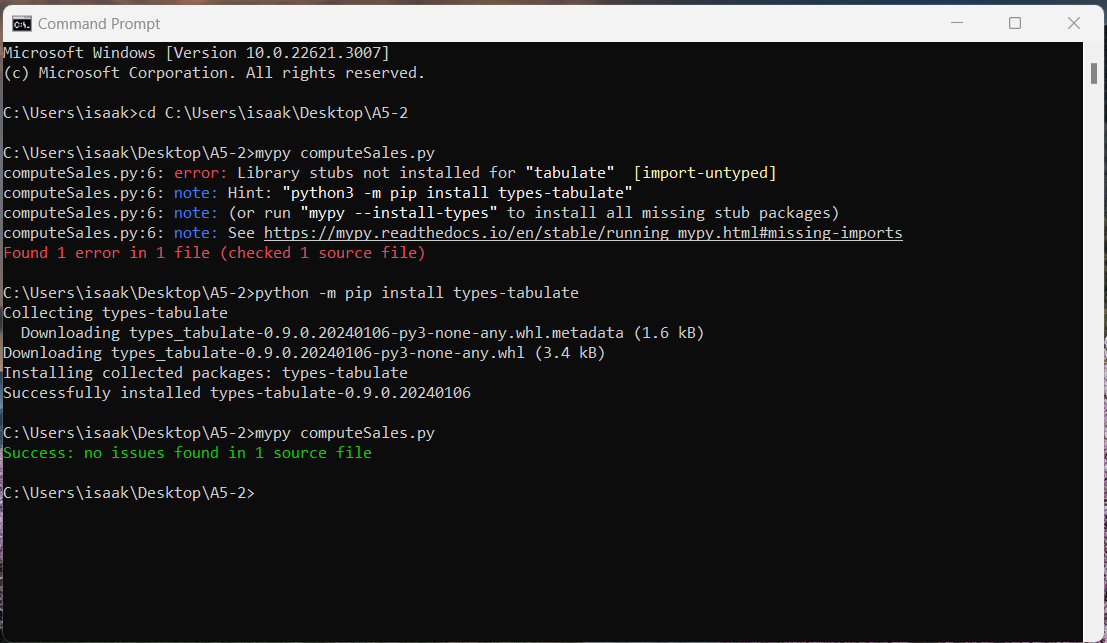 Command Prompt
Microsoft Windows [Version 10.0.22621.3007]
(c) Microsoft Corporation. All rights reserved.
C:\Users\isaak>cd C:\Users\isaak\Desktop\A5-2
C:\Users\isaak\Desktop\A5-2>mypy computeSales.py
computeSales.py:6: error: Library stubs not installed for "tabulate"  [import-untyped]
computeSales.py:6: note: Hint: "python3 -m pip install types-tabulate"
computeSales.py:6: note: (or run "mypy --install-types" to install all missing stub packages)
computeSales.py:6: note: See https://mypy.readthedocs.io/en/stable/running_mypy.html#missing-imports
Found 1 error in 1 file (checked 1 source file)
C:\Users\isaak\Desktop\A5-2>python -m pip install types-tabulate
Collecting types-tabulate
  Downloading types_tabulate-0.9.0.20240106-py3-none-any.whl.metadata (1.6 kB)
Downloading types_tabulate-0.9.0.20240106-py3-none-any.whl (3.4 kB)
Installing collected packages: types-tabulate
Successfully installed types-tabulate-0.9.0.20240106
C:\Users\isaak\Desktop\A5-2>mypy computeSales.py
Success: no issues found in 1 source file
C:\Users\isaak\Desktop\A5-2>